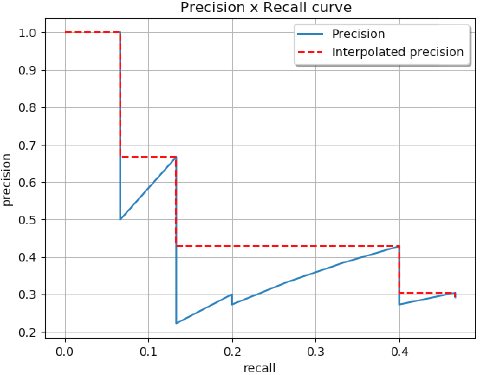 Precision x Recall curve
Precision
Interpolated precision
1.0
0.9
0.8
0.7
0.6
0.5
0.4
0.3
0.2
precision
0.0 0.1 0.2 0.3 0.4
recall